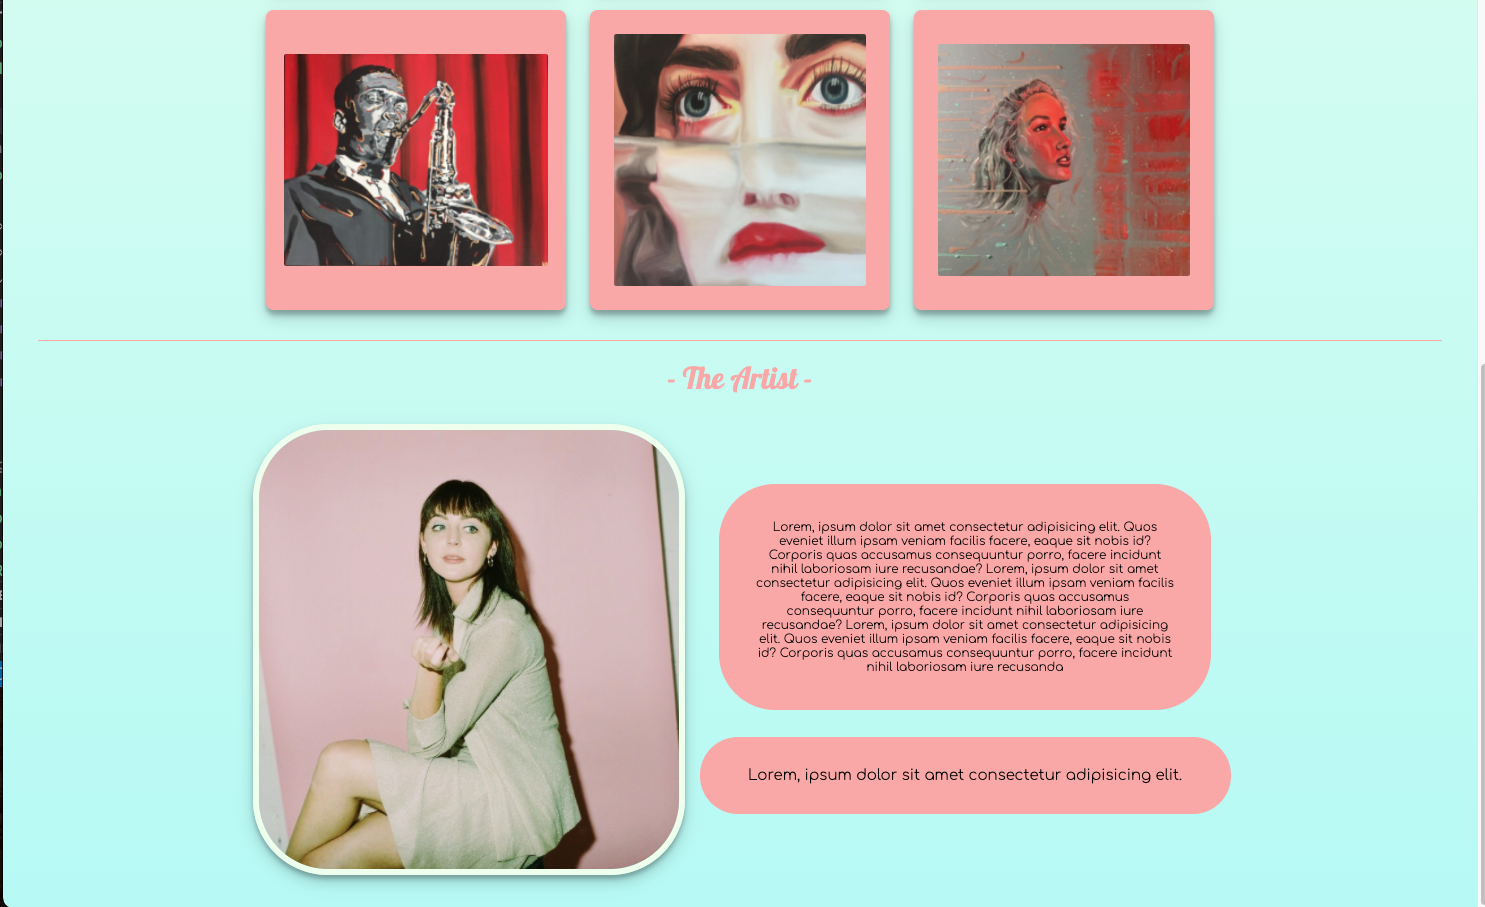 - The Artist -
Lorem, ipsum dolor sit amet consectetur adipisicing elit. Quos
eveniet illum ipsam veniam facilis facere, eaque sit nobis id?
Corporis quas accusamus consequuntur porro, facere incidunt
nihil laboriosam iure recusandae? Lorem, ipsum dolor sit amet
consectetur adipisicing elit. Quos eveniet illum ipsam veniam facilis
facere, eaque sit nobis id? Corporis quas accusamus
consequuntur porro, facere incidunt nihil laboriosam iure
recusandae? Lorem, ipsum dolor sit amet consectetur adipisicing
elit. Quos eveniet illum ipsam veniam facilis facere, eaque sit nobis
id? Corporis quas accusamus consequuntur porro, facere incidunt
nihil laboriosam iure recusanda
Lorem, ipsum dolor sit amet consectetur adipisicing elit.